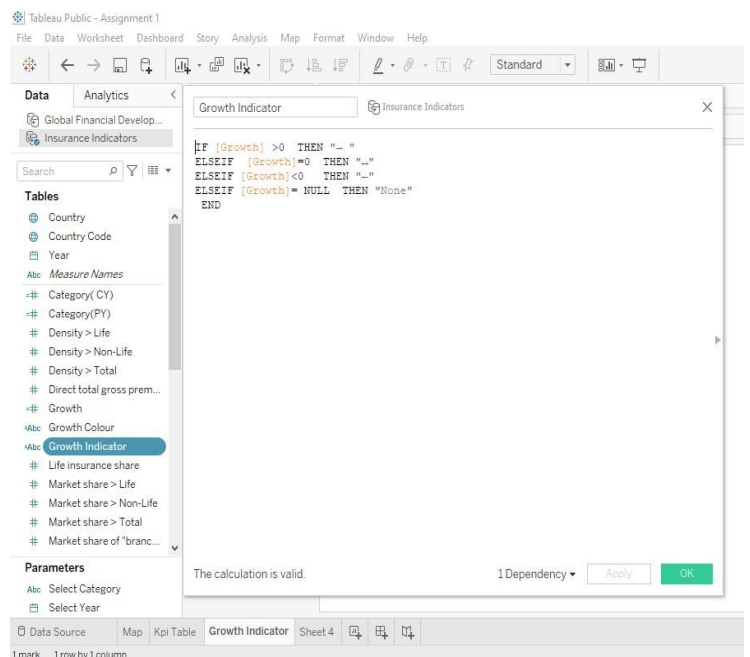 Tableau Public - Assignment 1
File Data Worksheet Dashboard Story Analysis Map Format Window Help
Standard
Data Analytics
Global Financial Develop...
Insurance Indicators
Search
Tables
Country
Country Code
Year
Abc Measure Names
=# Category( CY)
=# Category(PY)
# Density > Life
# Density > Non-Life
# Density > Total
# Direct total gross prem...
=# Growth
=Abc Growth Colour
=Abc Growth Indicator
# Life insurance share
# Market share > Life
# Market share > Non-Life
# Market share > Total
# Market share of "branc...
Parameters
Abc Select Category
Select Year
Growth Indicator Insurance Indicators
IF [Growth] >0 THEN "
ELSEIF [Growth]=0 THEN "
ELSEIF [Growth]<0 THEN "
ELSEIF [Growth]= NULL THEN "None"
END
The calculation is valid. 1 Dependency Apply OK
Data Source Map Kpi Table Growth Indicator Sheet 4
1 mark 1 row by 1 column